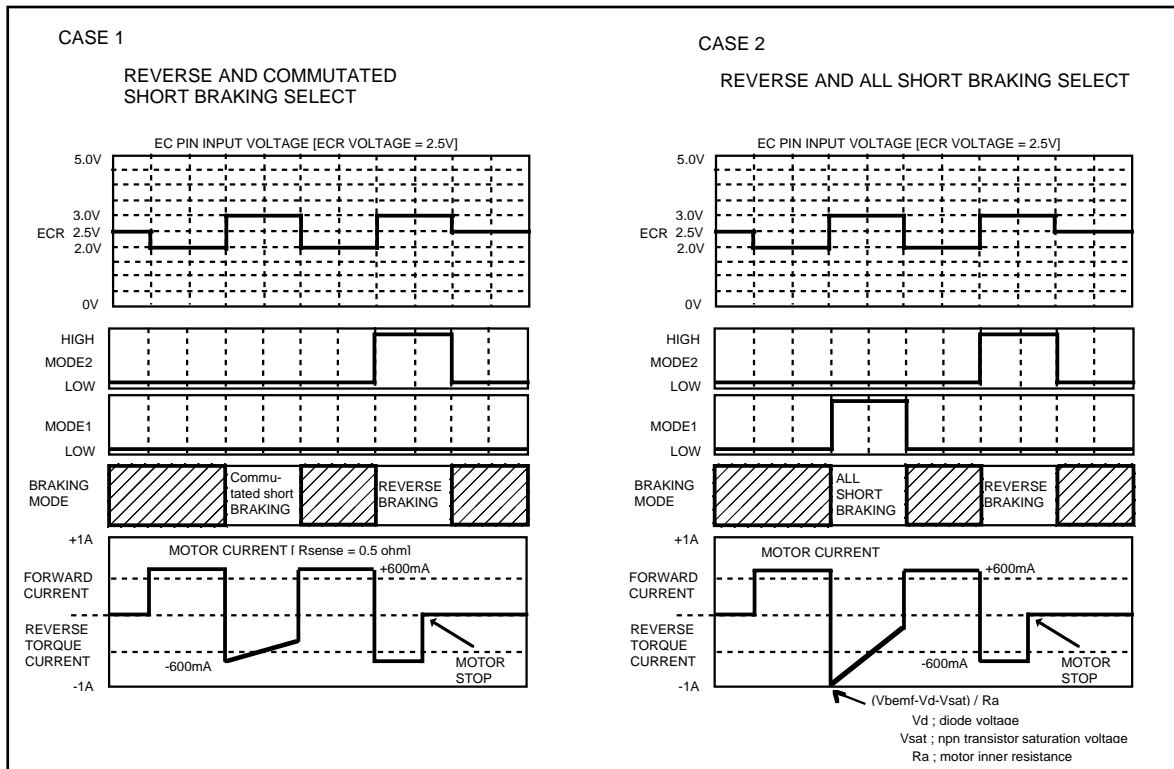 CASE 1
REVERSE AND COMMUTATED
SHORT BRAKING SELECT
EC PIN INPUT VOLTAGE [ECR VOLTAGE = 2.5V]
5.0V
3.0V
ECR 2.5V
2.0V
0V
HIGH
MODE2
LOW
MODE1
LOW
BRAKING
MODE
Commu-
tated short
BRAKING
REVERSE
BRAKING
+1A
MOTOR CURRENT [ Rsense = 0.5 ohm]
FORWARD
CURRENT
+600mA
REVERSE
TORQUE
CURRENT
-600mA
MOTOR
STOP
-1A
CASE 2
REVERSE AND ALL SHORT BRAKING SELECT
EC PIN INPUT VOLTAGE [ECR VOLTAGE = 2.5V]
5.0V
3.0V
ECR 2.5V
2.0V
0V
HIGH
MODE2
LOW
MODE1
LOW
BRAKING
MODE
ALL
SHORT
BRAKING
REVERSE
BRAKING
+1A
MOTOR CURRENT
FORWARD
CURRENT
+600mA
REVERSE
TORQUE
CURRENT
-600mA
MOTOR
STOP
-1A
(Vbemf-Vd-Vsat) / Ra
Vd ; diode voltage
Vsat ; npn transistor saturation voltage
Ra ; motor inner resistance